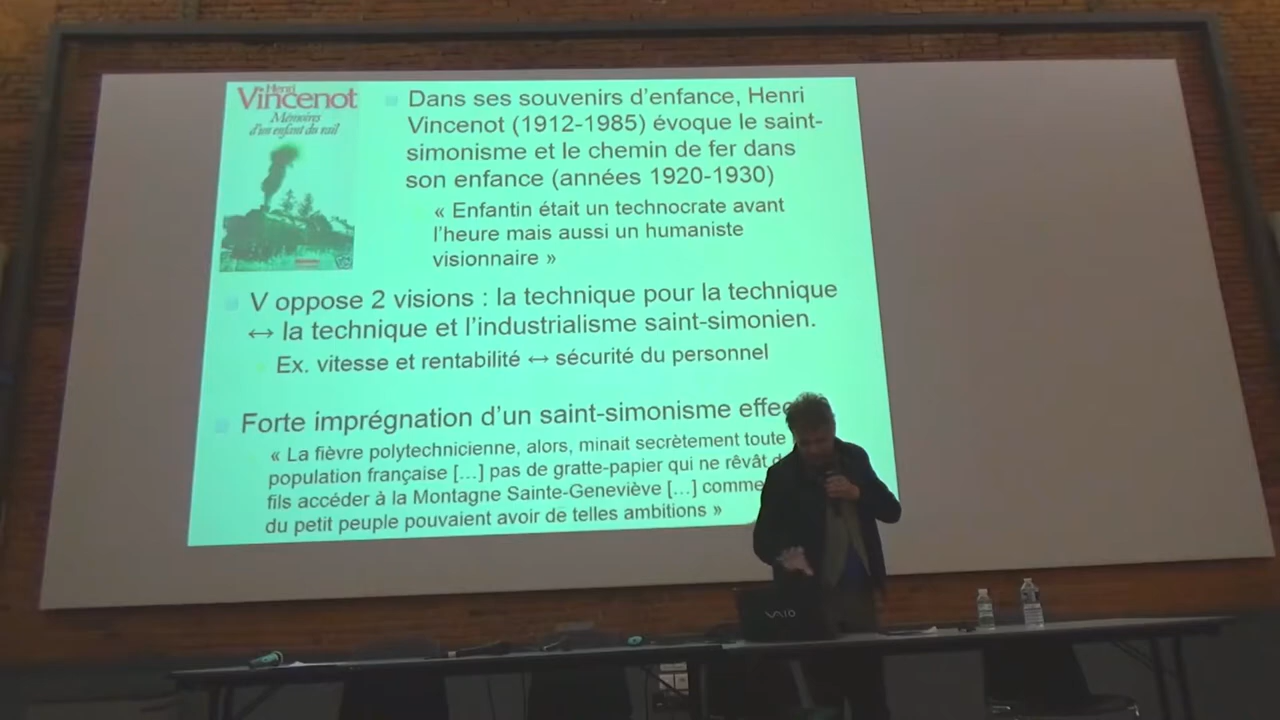 Henri
Vincenot
Mémoires
d'un enfant du rail
Dans ses souvenirs d'enfance, Henri
Vincenot (1912-1985) évoque le saint-
simonisme et le chemin de fer dans
son enfance (années 1920-1930)
« Enfantin était un technocrate avant
l'heure mais aussi un humaniste
visionnaire »
V oppose 2 visions : la technique pour la technique
↔ la technique et l'industrialisme saint-simonien.
Ex. vitesse et rentabilité ↔ sécurité du personnel
Forte imprégnation d'un saint-simonisme
« La fièvre polytechnicienne, alors, minait secrètement toute
population française [...] pas de gratte-papier qui ne rêvât
fils accéder à la Montagne Sainte-Geneviève [...] comme
du petit peuple pouvaient avoir de telles ambitions »
VAIO